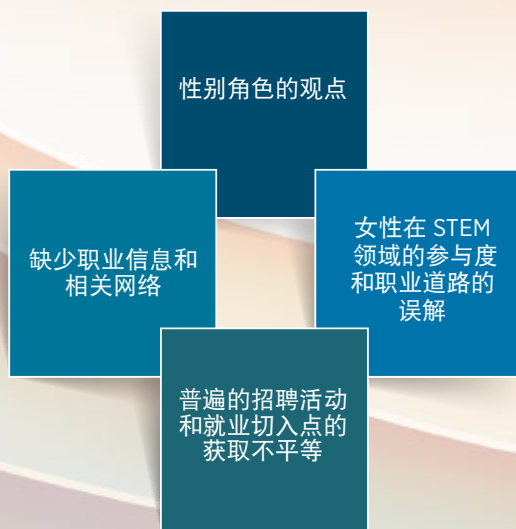 性别角色的观点
缺少职业信息和
相关网络
女性在 STEM
领域的参与度
和职业道路的
误解
普遍的招聘活动
和就业切入点的
获取不平等